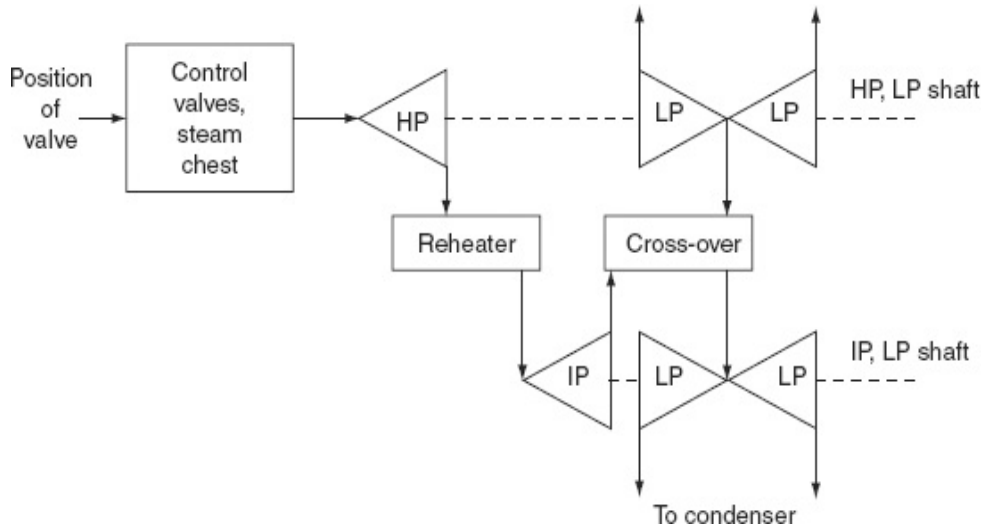 Position
of
valve
Control
valves,
steam
chest
HP
LP
LP
HP, LP shaft
Reheater
Cross-over
IP
LP
LP
IP, LP shaft
To condenser